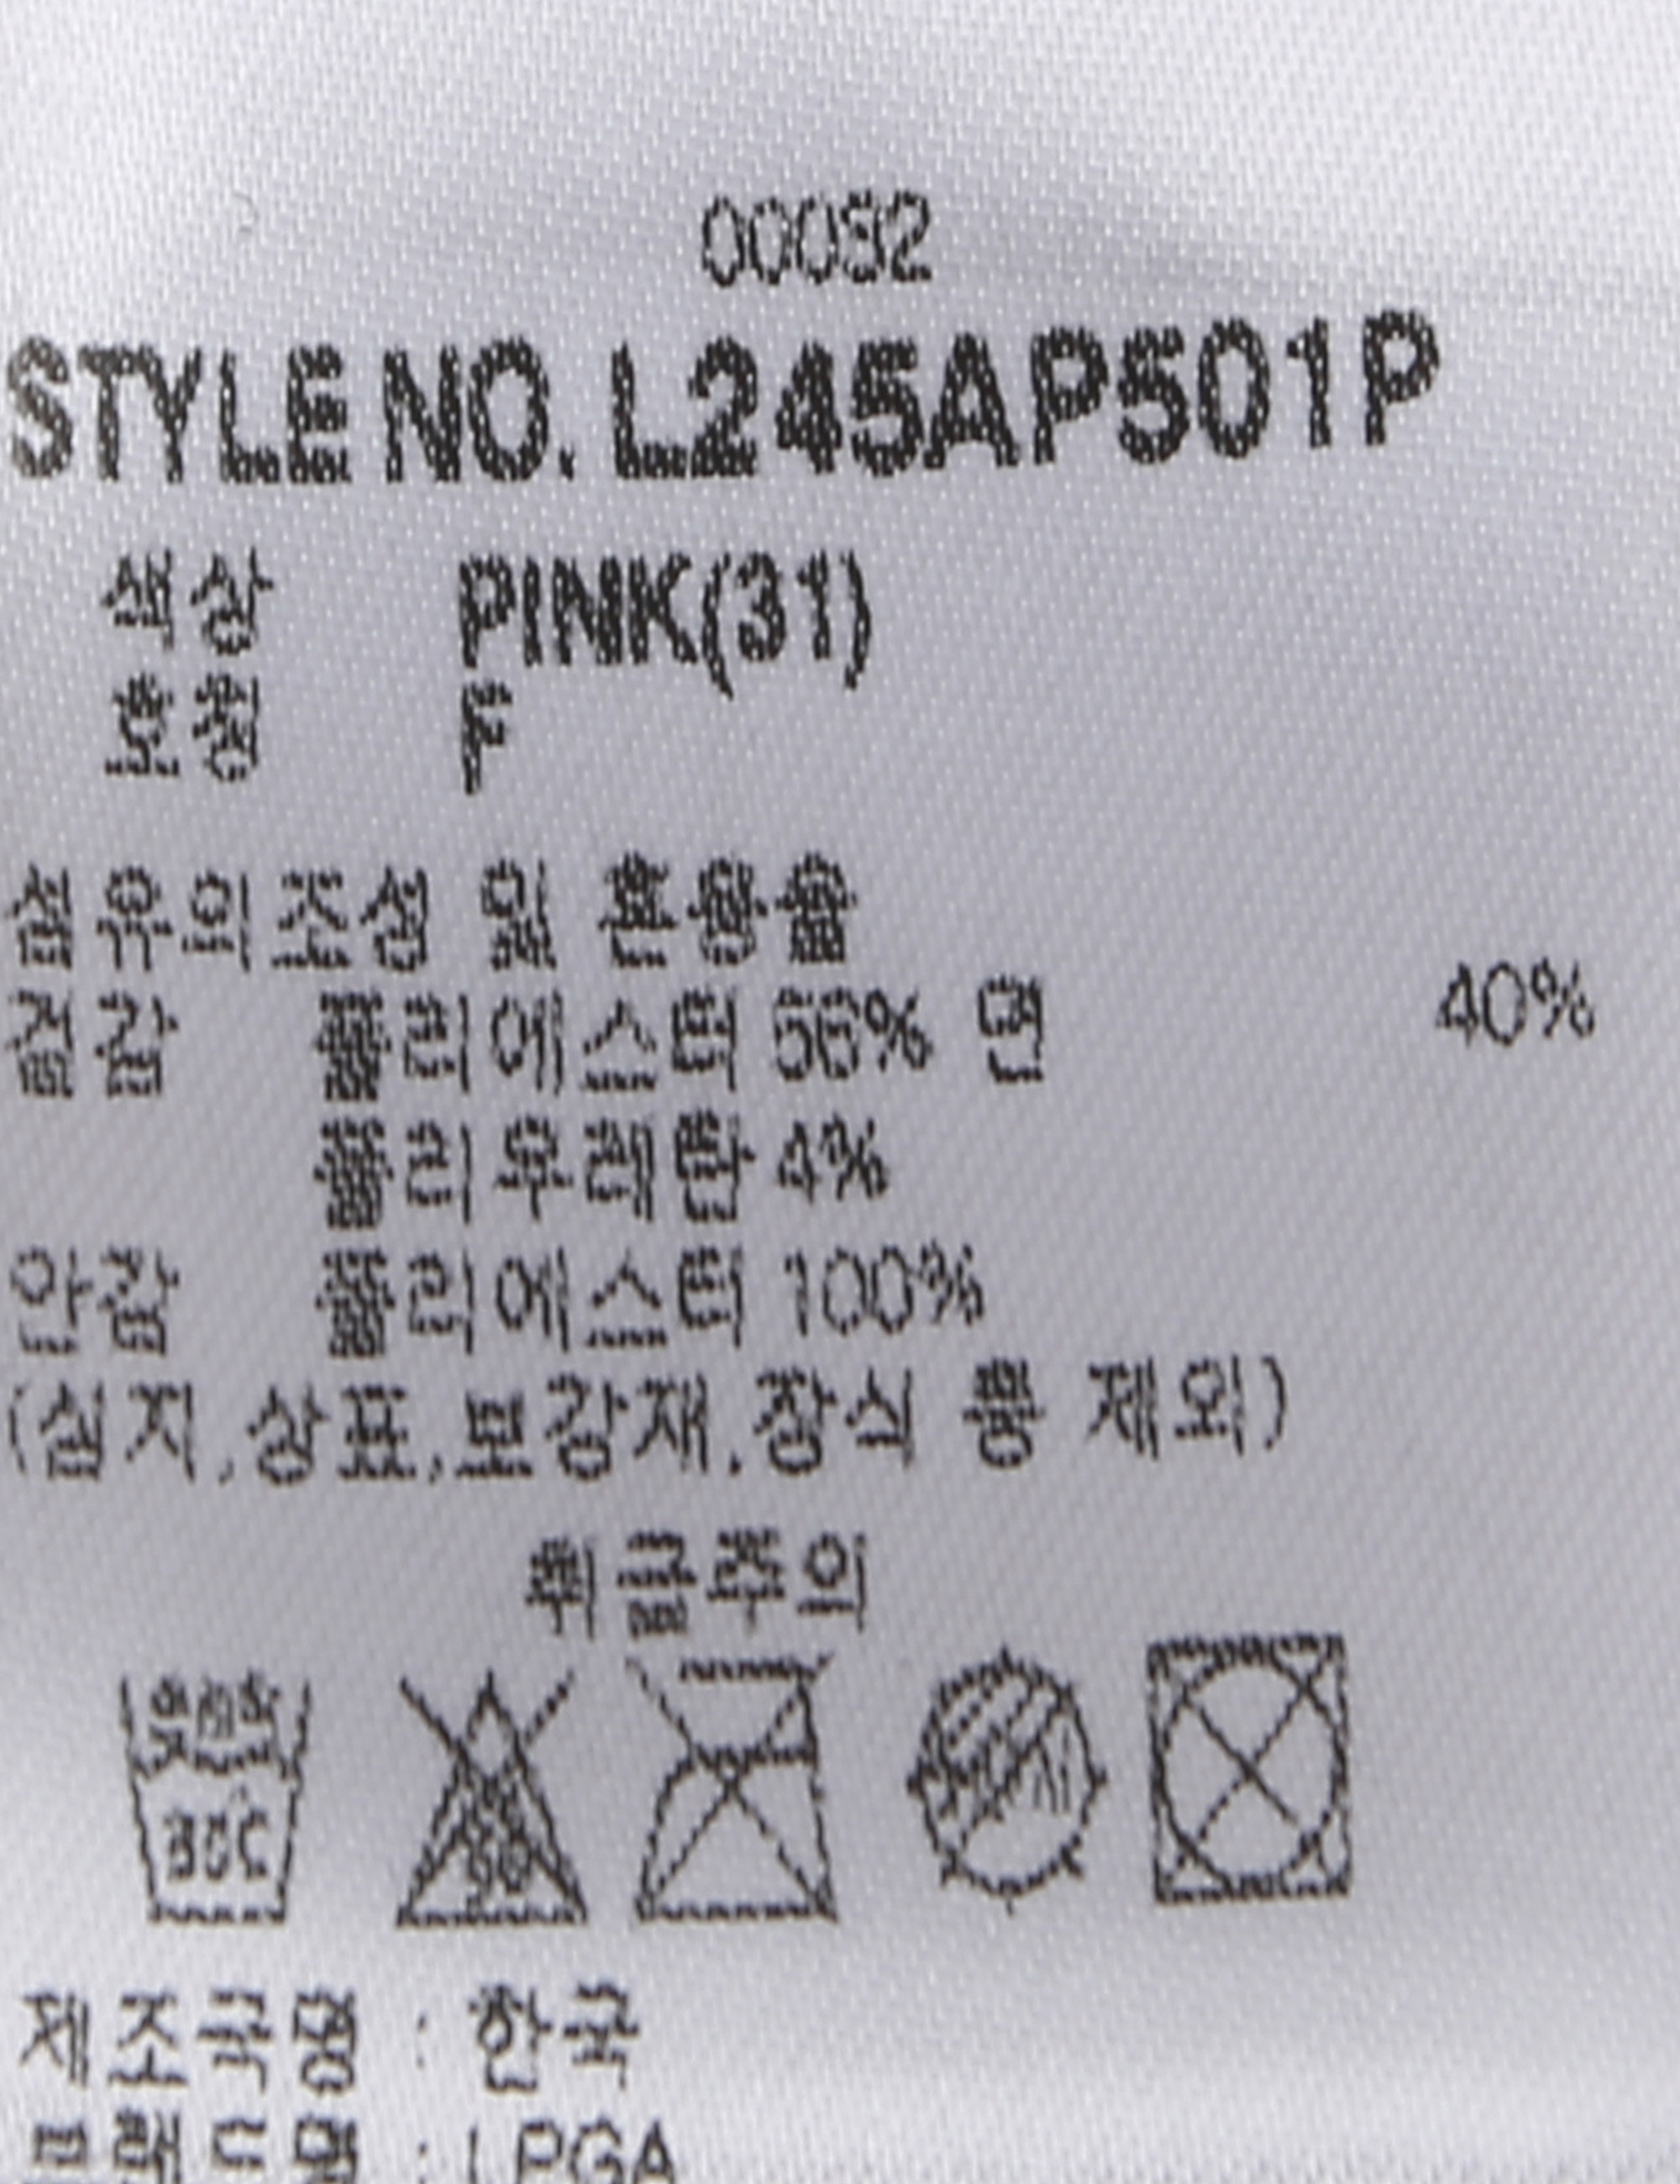 STYLE NO. L245AP501P
색상 PINK(31)
호칭 F
섬유의조성 및 혼용율
겉감 폴리에스터 56% 면 40%
폴리우레탄 4%
안감 폴리에스터 100%
(심지,상표,보강재,장식 등 제외)
취급주의
30C
제조국명 : 한국
브랜드명 : LPGA